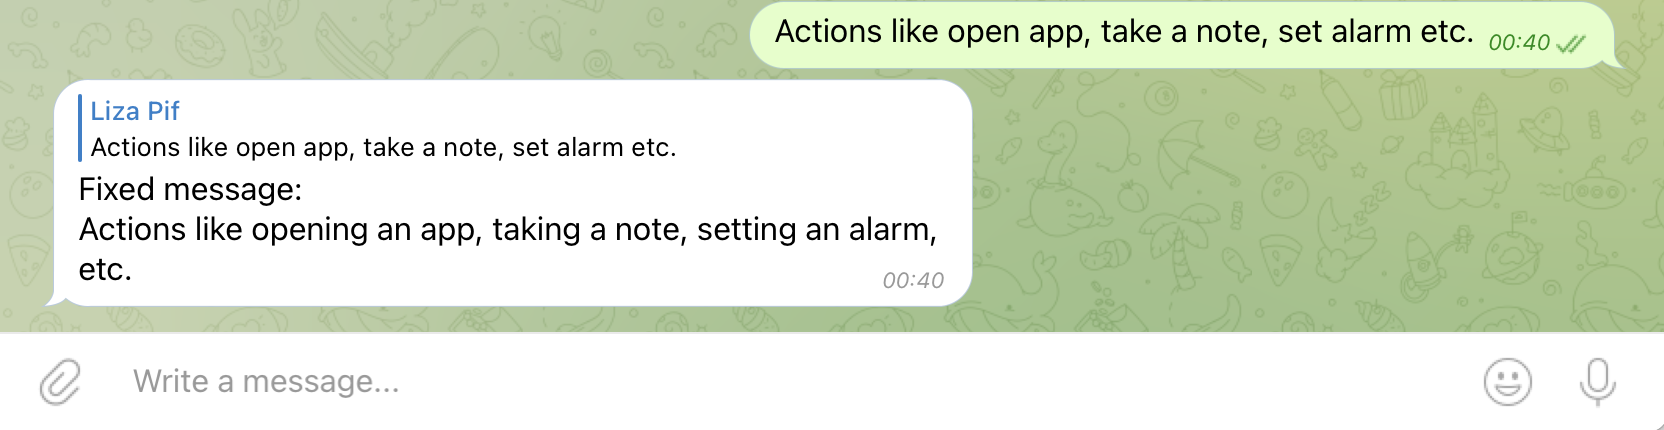 Actions like open app, take a note, set alarm etc. 00:40
Liza Pif
Actions like open app, take a note, set alarm etc.
Fixed message:
Actions like opening an app, taking a note, setting an alarm,
etc. 00:40
Write a message...